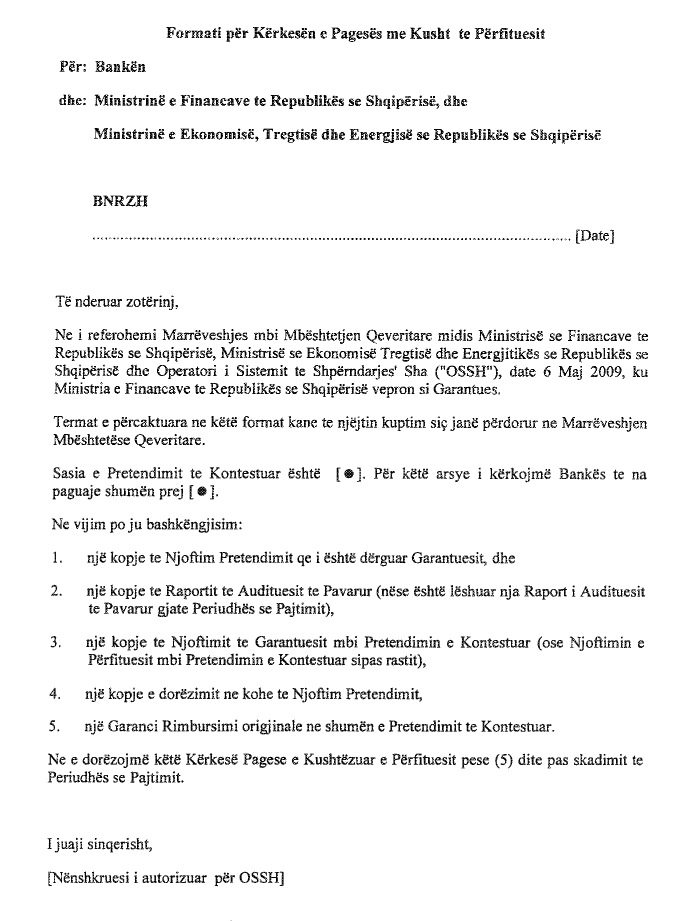 Formati për Kërkesën e Pagesës me Kusht te Përfituesit
Për: Bankën
dhe: Ministrinë e Financave te Republikës se Shqipërisë, dhe
Ministrinë e Ekonomisë, Tregtisë dhe Energjisë se Republikës se Shqipërisë
BNRZH
.......................................................................................................... [Date]
Të nderuar zotërinj,
Ne i referohemi Marrëveshjes mbi Mbështetjen Qeveritare midis Ministrisë se Financave te
Republikës se Shqipërisë, Ministrisë se Ekonomisë Tregtisë dhe Energjitikës se Republikës se
Shqipërisë dhe Operatori i Sistemit te Shpërndarjes' Sha ("OSSH"), date 6 Maj 2009, ku
Ministria e Financave te Republikës se Shqipërisë vepron si Garantues.
Termat e përcaktuara ne këtë format kane te njëjtin kuptim siç janë përdorur ne Marrëveshjen
Mbështetëse Qeveritare.
Sasia e Pretendimit te Kontestuar është [●]. Për këtë arsye i kërkojmë Bankës te na
paguaje shumën prej [●].
Ne vijim po ju bashkëngjisim:
1. një kopje te Njoftim Pretendimit qe i është dërguar Garantuesit, dhe
2. një kopje te Raportit te Audituesit te Pavarur (nëse është lëshuar nja Raport i Audituesit
te Pavarur gjate Periudhës se Pajtimit),
3. një kopje te Njoftimit te Garantuesit mbi Pretendimin e Kontestuar (ose Njoftimin e
Përfituesit mbi Pretendimin e Kontestuar sipas rastit),
4. një kopje e dorëzimit ne kohe te Njoftim Pretendimit,
5. një Garanci Rimbursimi origjinale ne shumën e Pretendimit te Kontestuar.
Ne e dorëzojmë këtë Kërkesë Pagese e Kushtëzuar e Përfituesit pese (5) dite pas skadimit te
Periudhës se Pajtimit.
I juaji sinqerisht,
[Nënshkruesi i autorizuar për OSSH]